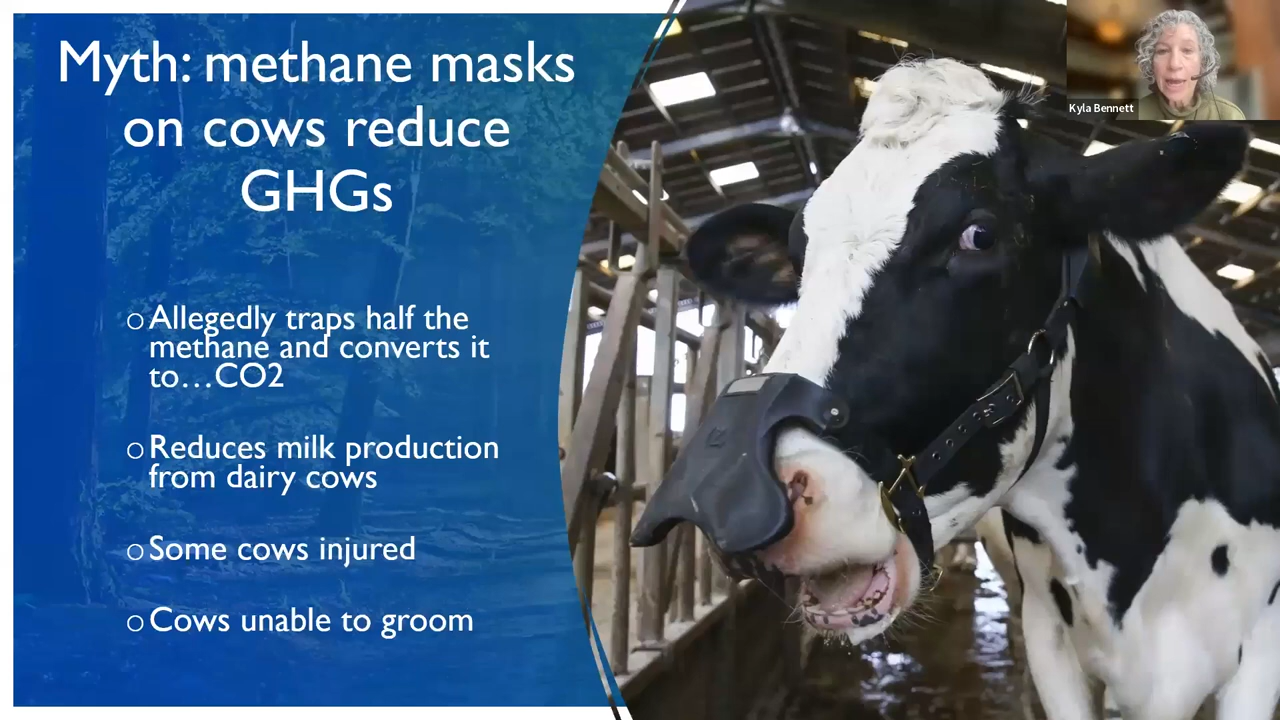 Myth: methane masks
on cows reduce
GHGs
Kyla Bennett
o Allegedly traps half the
methane and converts it
to...CO2
o Reduces milk production
from dairy cows
o Some cows injured
o Cows unable to groom